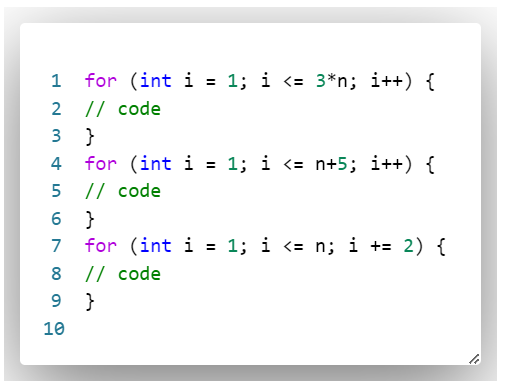 1 for (int i = 1; i <= 3*n; i++) {
2 // code
3 }
4 for (int i = 1; i <= n+5; i++) {
5 // code
6 }
7 for (int i = 1; i <= n; i += 2) {
8 // code
9 }
10